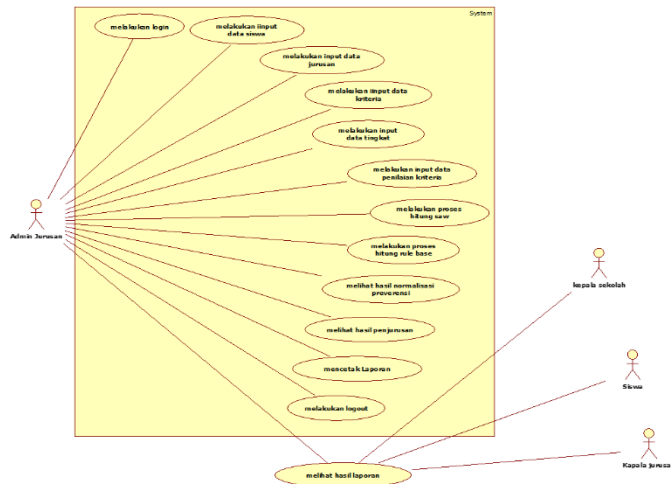 System
melakukan login
melakukan iinput
data siswa
melakukan input data
jurusan
melakukan iinput data
kriteria
melakukan input
data tingkat
melakukan input data
penilaian kriteria
melakukan proses
hitung saw
melakukan proses
hitung rule base
melihat hasil normalisasi
preverensi
melihat hasil penjurusan
mencetak Laporan
melakukan logout
melihat hasil laporan
Admin Jurusan
kepala sekolah
Siswa
Kapala Jurusa